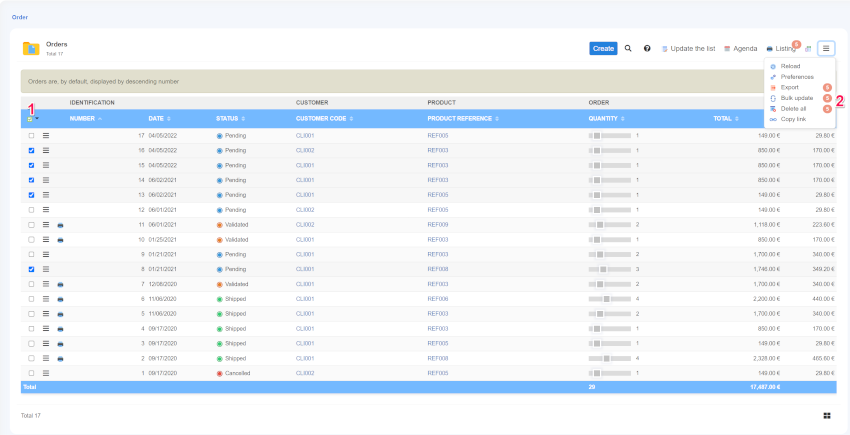 Order
Orders
Total 17
Create
Update the list
Agenda
Listing 5
Reload
Preferences
Export 5
Bulk update 5
Delete all 5
Copy link
2
Orders are, by default, displayed by descending number
IDENTIFICATION CUSTOMER PRODUCT ORDER
1
NUMBER DATE STATUS CUSTOMER CODE PRODUCT REFERENCE QUANTITY TOTAL
17 04/05/2022 Pending CLI001 REF005 1 149.00 € 29.80 €
16 04/05/2022 Pending CLI002 REF003 1 850.00 € 170.00 €
15 04/05/2022 Pending CLI001 REF003 1 850.00 € 170.00 €
14 06/02/2021 Pending CLI001 REF003 1 850.00 € 170.00 €
13 06/02/2021 Pending CLI001 REF005 1 149.00 € 29.80 €
12 06/01/2021 Pending CLI002 REF005 1 149.00 € 29.80 €
11 06/01/2021 Validated CLI002 REF009 2 1,118.00 € 223.60 €
10 01/25/2021 Validated CLI001 REF003 1 850.00 € 170.00 €
9 01/21/2021 Pending CLI001 REF003 2 1,700.00 € 340.00 €
8 01/21/2021 Pending CLI001 REF008 3 1,746.00 € 349.20 €
7 12/08/2020 Validated CLI001 REF003 2 1,700.00 € 340.00 €
6 11/06/2020 Shipped CLI001 REF006 4 2,200.00 € 440.00 €
5 11/06/2020 Shipped CLI002 REF003 2 1,700.00 € 340.00 €
4 09/17/2020 Shipped CLI001 REF003 1 850.00 € 170.00 €
3 09/17/2020 Shipped CLI001 REF005 1 149.00 € 29.80 €
2 09/17/2020 Shipped CLI001 REF008 4 2,328.00 € 465.60 €
1 09/17/2020 Cancelled CLI002 REF005 1 149.00 € 29.80 €
Total 29 17,487.00 €
Total 17